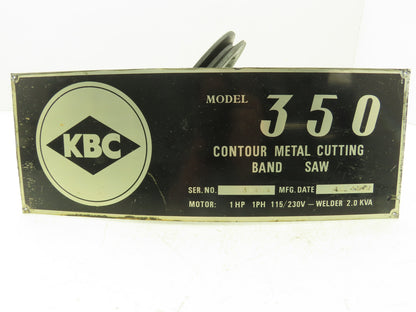 KBC
MODEL 350
CONTOUR METAL CUTTING
BAND SAW
SER. NO. MFG. DATE
MOTOR: 1 HP 1PH 115/230V — WELDER 2.0 KVA